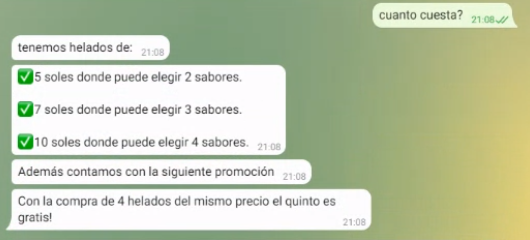 cuanto cuesta? 21:08
tenemos helados de: 21:08
✅5 soles donde puede elegir 2 sabores.
✅7 soles donde puede elegir 3 sabores.
✅10 soles donde puede elegir 4 sabores. 21:08
Además contamos con la siguiente promoción 21:08
Con la compra de 4 helados del mismo precio el quinto es
gratis! 21:08